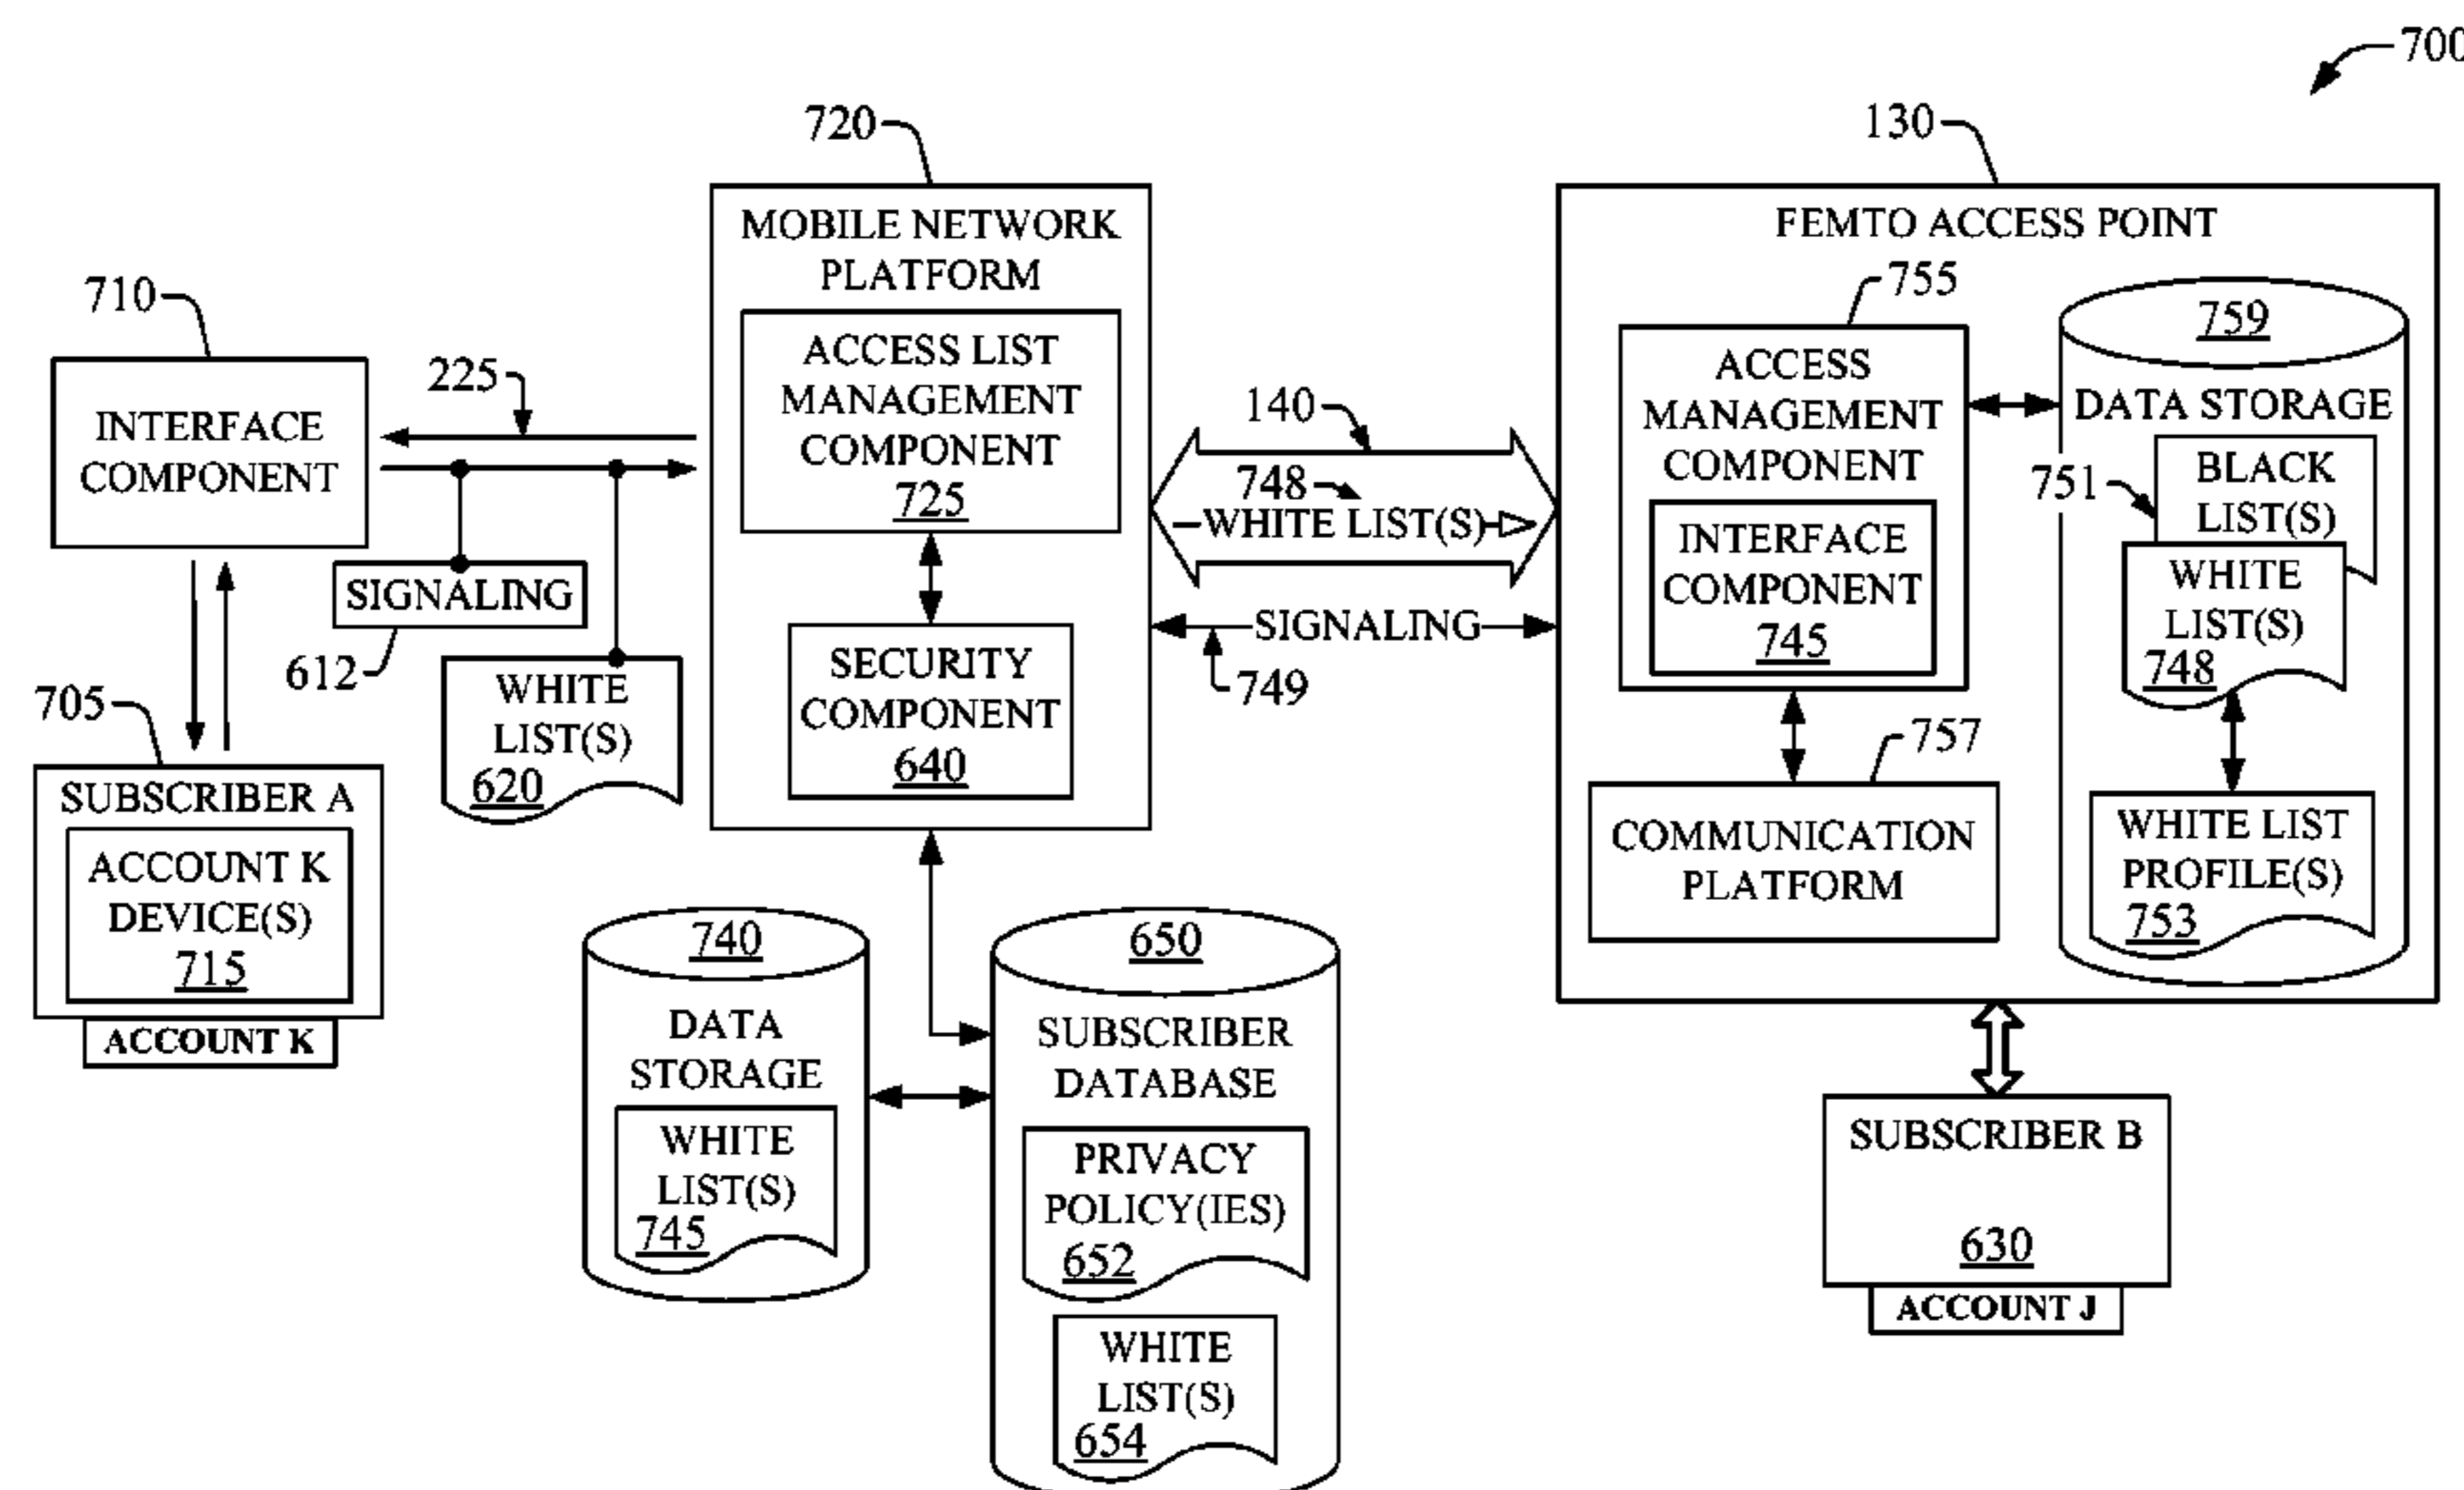 700
720
130
MOBILE NETWORK
PLATFORM
FEMTO ACCESS POINT
710
755
759
ACCESS LIST
MANAGEMENT
COMPONENT
725
225
INTERFACE
COMPONENT
140
748
WHITE LIST(S)
ACCESS
MANAGEMENT
COMPONENT
INTERFACE
COMPONENT
745
DATA STORAGE
751
BLACK
LIST(S)
WHITE
LIST(S)
748
SIGNALING
612
SIGNALING
749
SECURITY
COMPONENT
640
WHITE
LIST(S)
620
705
SUBSCRIBER A
ACCOUNT K
DEVICE(S)
715
ACCOUNT K
757
COMMUNICATION
PLATFORM
WHITE LIST
PROFILE(S)
753
740
DATA
STORAGE
WHITE
LIST(S)
745
650
SUBSCRIBER
DATABASE
PRIVACY
POLICY(IES)
652
WHITE
LIST(S)
654
SUBSCRIBER B
630
ACCOUNT J